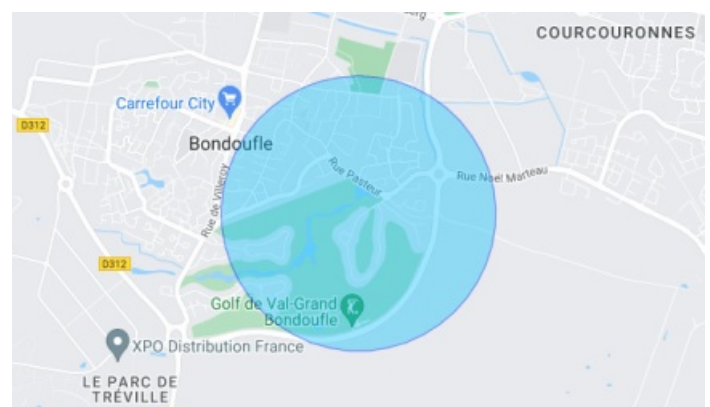 berg
COURCOURONNES
Carrefour City
D312
Bondoufle
Rue Pasteur
Rue Noël Marteau
Rue de Villeroy
D312
Golf de Val-Grand
Bondoufle
XPO Distribution France
LE PARC DE
TRÉVILLE